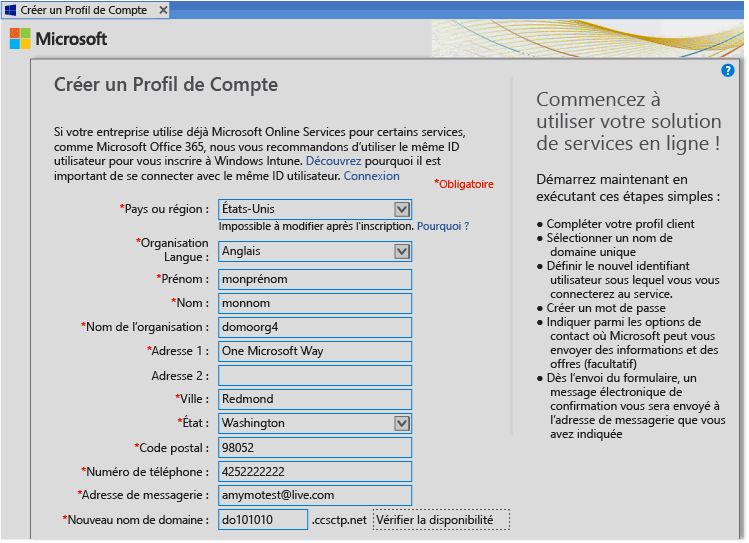 Créer un Profil de Compte
Microsoft
Créer un Profil de Compte
Si votre entreprise utilise déjà Microsoft Online Services pour certains services,
comme Microsoft Office 365, nous vous recommandons d'utiliser le même ID
utilisateur pour vous inscrire à Windows Intune. Découvrez pourquoi il est
important de se connecter avec le même ID utilisateur. Connexion
*Obligatoire
*Pays ou région : États-Unis
Impossible à modifier après l'inscription. Pourquoi ?
*Organisation
Langue : Anglais
*Prénom : monprénom
*Nom : monnom
*Nom de l'organisation : domoorg4
*Adresse 1 : One Microsoft Way
Adresse 2 :
*Ville : Redmond
*État : Washington
*Code postal : 98052
*Numéro de téléphone : 4252222222
*Adresse de messagerie : amymotest@live.com
*Nouveau nom de domaine : do101010 .ccsctp.net Vérifier la disponibilité
?
Commencez à
utiliser votre solution
de services en ligne !
Démarrez maintenant en
exécutant ces étapes simples :
● Compléter votre profil client
● Sélectionner un nom de
domaine unique
● Définir le nouvel identifiant
utilisateur sous lequel vous vous
connecterez au service.
● Créer un mot de passe
● Indiquer parmi les options de
contact où Microsoft peut vous
envoyer des informations et des
offres (facultatif)
● Dès l'envoi du formulaire, un
message électronique de
confirmation vous sera envoyé à
l'adresse de messagerie que vous
avez indiquée